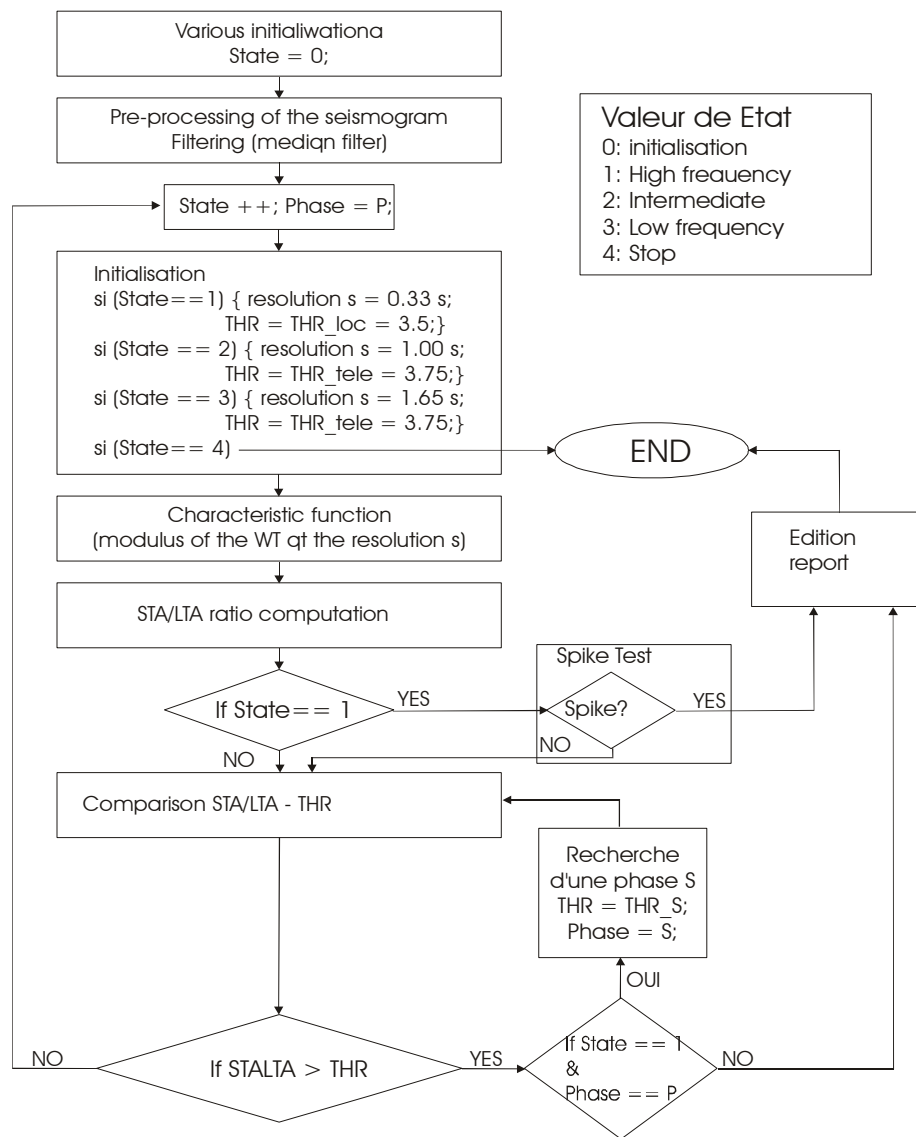 Various initialiwationa
State = 0;
Pre-processing of the seismogram
Filtering (mediqn filter)
State ++; Phase = P;
Valeur de Etat
0: initialisation
1: High freauency
2: Intermediate
3: Low frequency
4: Stop
Initialisation
si (State==1) { resolution s = 0.33 s;
THR = THR_loc = 3.5;}
si (State == 2) { resolution s = 1.00 s;
THR = THR_tele = 3.75;}
si (State == 3) { resolution s = 1.65 s;
THR = THR_tele = 3.75;}
si (State== 4)
END
Characteristic function
(modulus of the WT qt the resolution s)
Edition
report
STA/LTA ratio computation
Spike Test
If State== 1
YES
Spike?
YES
NO
NO
Comparison STA/LTA - THR
Recherche
d'une phase S
THR = THR_S;
Phase = S;
OUI
NO
If STALTA > THR
YES
If State == 1
&
Phase == P
NO